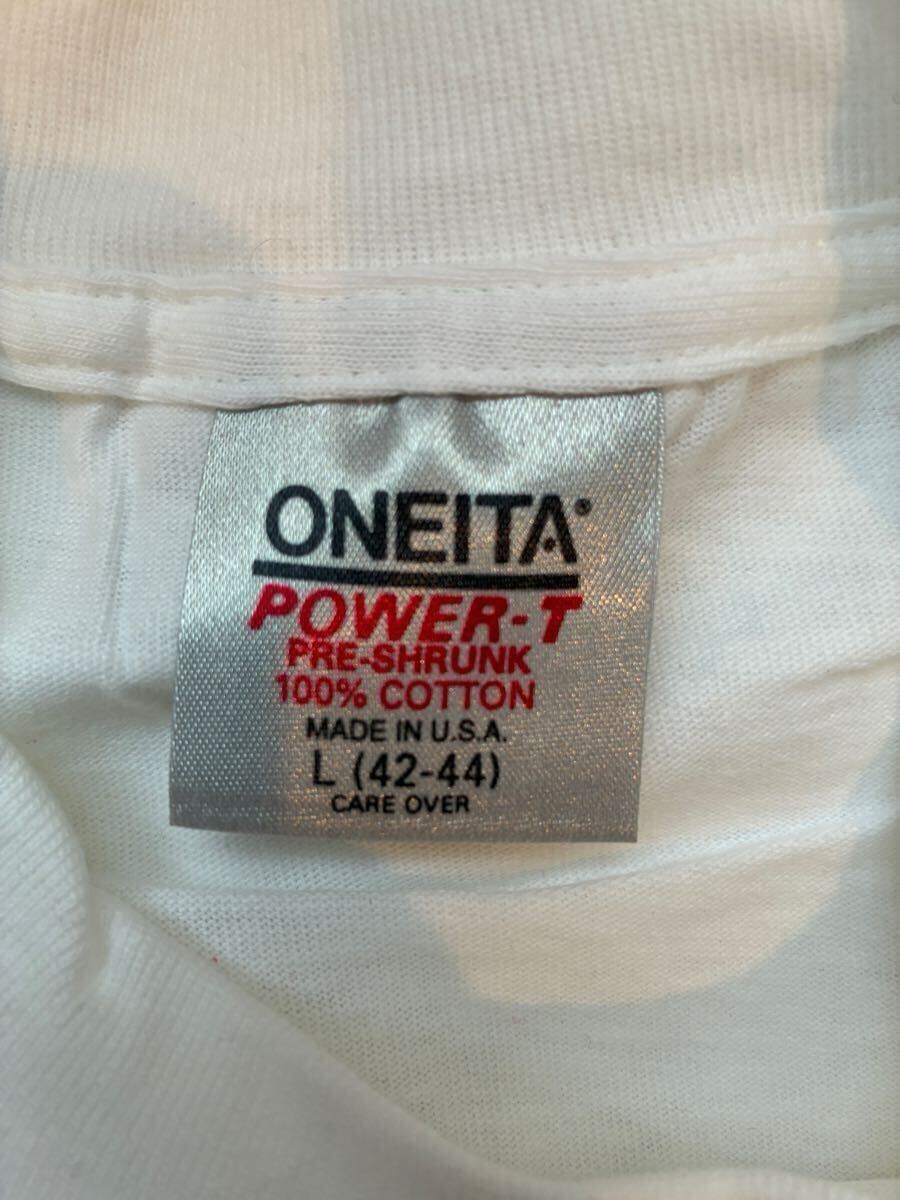 ONEITA®
POWER-T
PRE-SHRUNK
100% COTTON
MADE IN U.S.A.
L (42-44)
CARE OVER